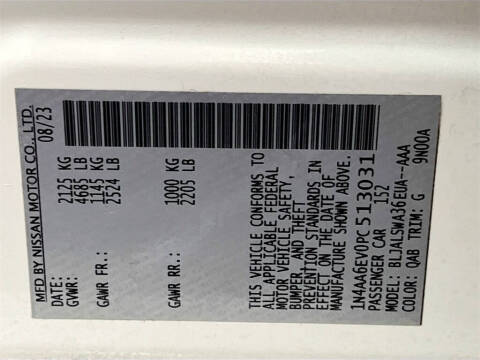 MFD BY NISSAN MOTOR CO., LTD.
DATE: 08/23
GVWR: 2125 KG
4685 LB
GAWR FR: 1145 KG
2524 LB
GAWR RR: 1000 KG
2205 LB
THIS VEHICLE CONFORMS TO
ALL APPLICABLE FEDERAL
MOTOR VEHICLE SAFETY,
BUMPER, AND THEFT
PREVENTION STANDARDS IN
EFFECT ON THE DATE OF
MANUFACTURE SHOWN ABOVE.
1N4AA6EV0PC513031
PASSENGER CAR 152
MODEL: BLJALSWA36EUA--AAA
COLOR: QAB TRIM: G 9N00A